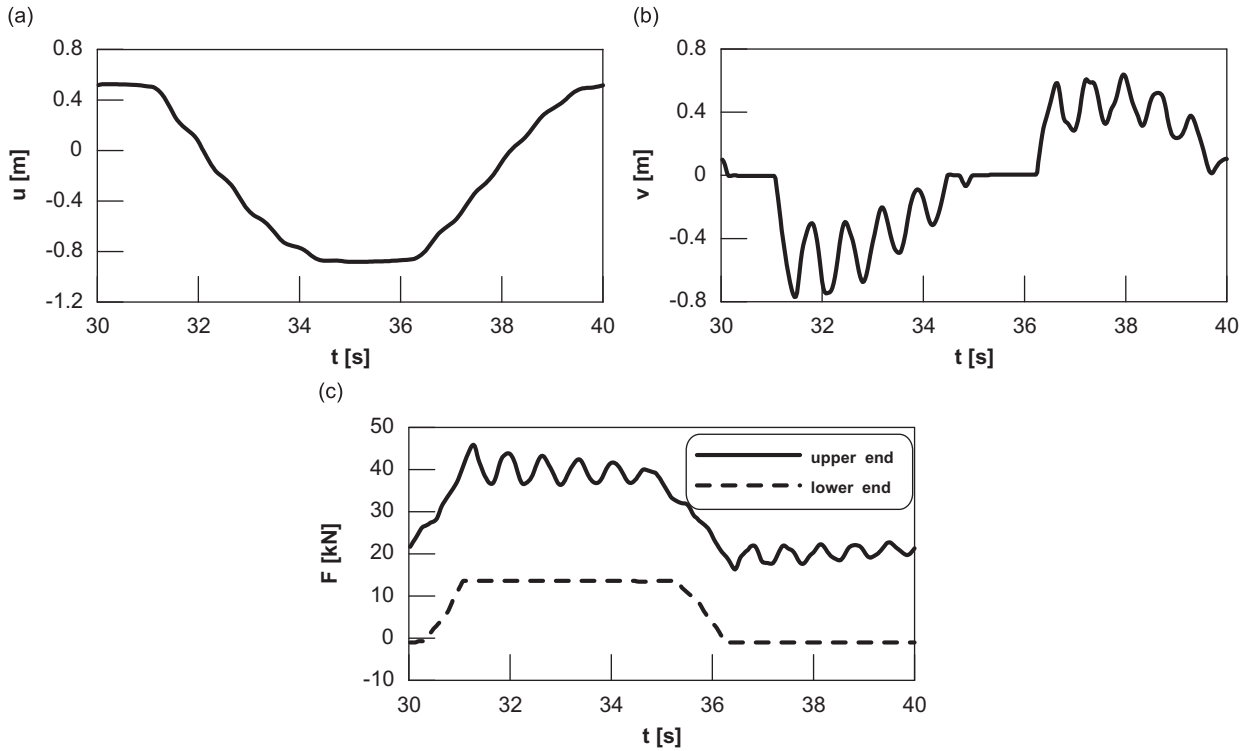 (a)
0.8
0.4
0
-0.4
-0.8
-1.2
u [m]
30 32 34 36 38 40
t [s]
(b)
0.8
0.4
0
-0.4
-0.8
v [m]
30 32 34 36 38 40
t [s]
(c)
50
40
30
20
10
0
-10
F [kN]
upper end
lower end
30 32 34 36 38 40
t [s]